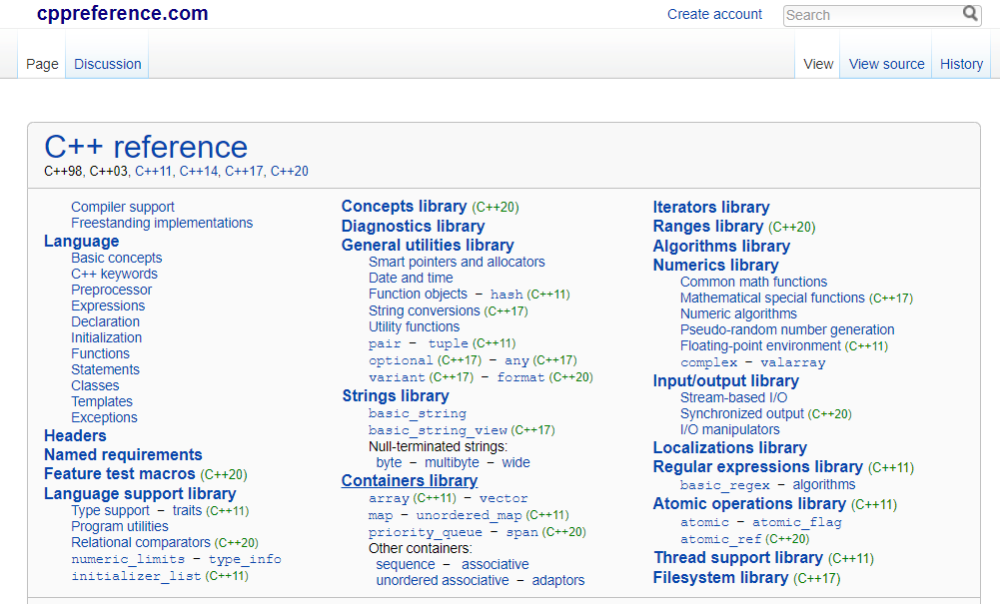 cppreference.com
Create account
Search
Page
Discussion
View
View source
History
C++ reference
C++98, C++03, C++11, C++14, C++17, C++20
Compiler support
Freestanding implementations
Language
Basic concepts
C++ keywords
Preprocessor
Expressions
Declaration
Initialization
Functions
Statements
Classes
Templates
Exceptions
Headers
Named requirements
Feature test macros (C++20)
Language support library
Type support – traits (C++11)
Program utilities
Relational comparators (C++20)
numeric_limits – type_info
initializer_list (C++11)
Concepts library (C++20)
Diagnostics library
General utilities library
Smart pointers and allocators
Date and time
Function objects – hash (C++11)
String conversions (C++17)
Utility functions
pair – tuple (C++11)
optional (C++17) – any (C++17)
variant (C++17) – format (C++20)
Strings library
basic_string
basic_string_view (C++17)
Null-terminated strings:
byte – multibyte – wide
Containers library
array (C++11) – vector
map – unordered_map (C++11)
priority_queue – span (C++20)
Other containers:
sequence – associative
unordered associative – adaptors
Iterators library
Ranges library (C++20)
Algorithms library
Numerics library
Common math functions
Mathematical special functions (C++17)
Numeric algorithms
Pseudo-random number generation
Floating-point environment (C++11)
complex – valarray
Input/output library
Stream-based I/O
Synchronized output (C++20)
I/O manipulators
Localizations library
Regular expressions library (C++11)
basic_regex – algorithms
Atomic operations library (C++11)
atomic – atomic_flag
atomic_ref (C++20)
Thread support library (C++11)
Filesystem library (C++17)